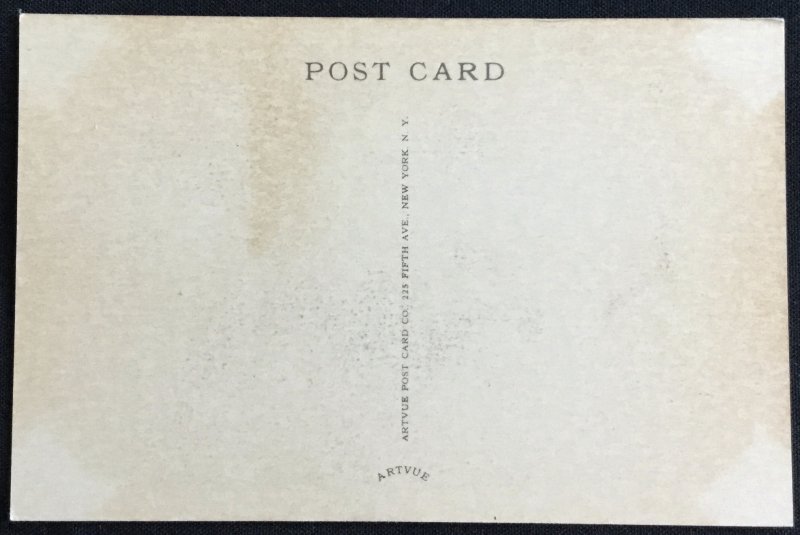 POST CARD
ARTVUE POST CARD CO., 225 FIFTH AVE., NEW YORK, N. Y.
ARTVUE